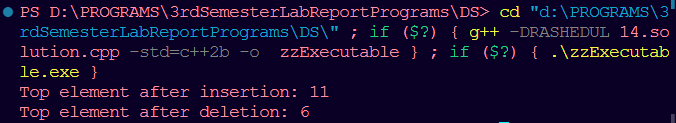 PS D:\PROGRAMS\3rdSemesterLabReportPrograms\DS> cd "d:\PROGRAMS\3
rdSemesterLabReportPrograms\DS\" ; if ($?) { g++ -DRASHEDUL 14.so
lution.cpp -std=c++2b -o  zzExecutable } ; if ($?) { .\zzExecutab
le.exe }
Top element after insertion: 11
Top element after deletion: 6